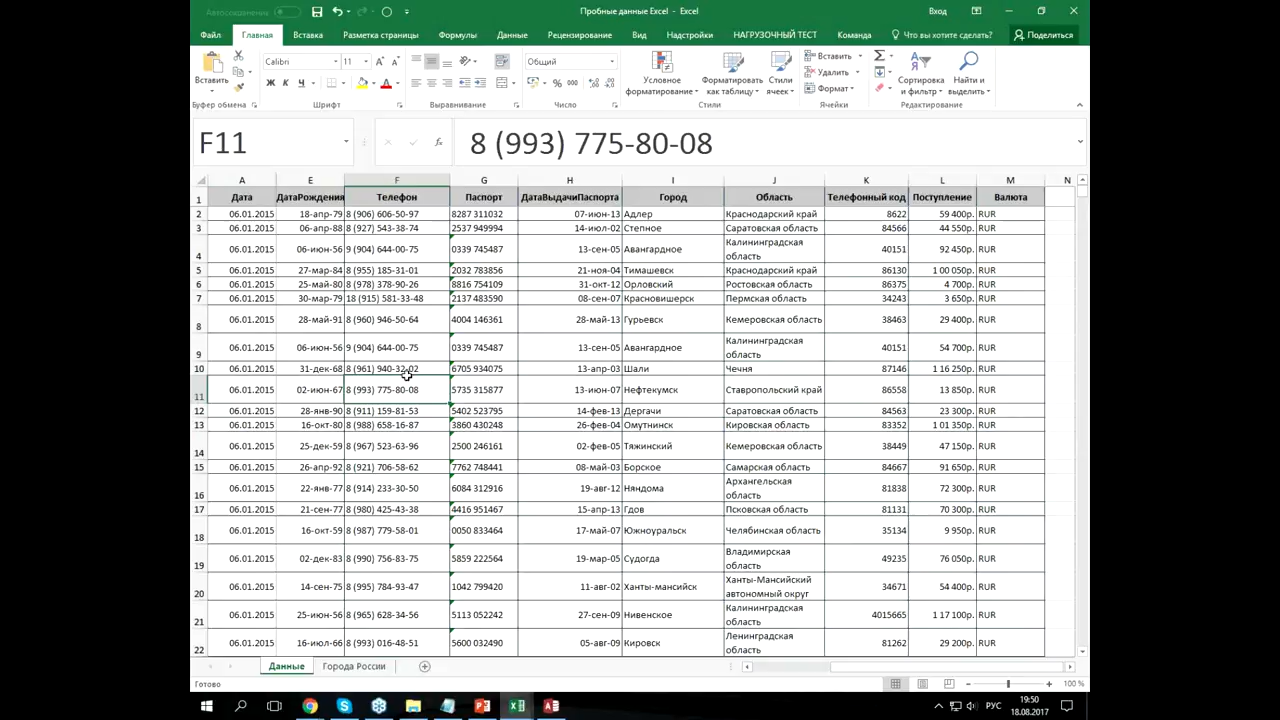 Автосохранение
Пробные данные Excel - Excel
Вход
Файл Главная Вставка Разметка страницы Формулы Данные Рецензирование Вид Надстройки НАГРУЗОЧНЫЙ ТЕСТ Команда Что вы хотите сделать? Поделиться
Вставить
Calibri 11
Ж К Ч
Общий
Условное форматирование
Форматировать как таблицу
Стили ячеек
Вставить
Удалить
Формат
Сортировка и фильтр
Найти и выделить
Буфер обмена Шрифт Выравнивание Число Стили Ячейки Редактирование
F11 fx 8 (993) 775-80-08
A E F G H I J K L M N
1 Дата ДатаРождения Телефон Паспорт ДатаВыдачиПаспорта Город Область Телефонный код Поступление Валюта
2 06.01.2015 18-апр-79 8 (906) 606-50-97 8287 311032 07-июн-13 Адлер Краснодарский край 8622 59 400р. RUR
3 06.01.2015 06-апр-88 8 (927) 543-38-74 2537 949994 14-июл-02 Степное Саратовская область 84566 44 550р. RUR
4 06.01.2015 06-июн-56 9 (904) 644-00-75 0339 745487 13-сен-05 Авангардное Калининградская область 40151 92 450р. RUR
5 06.01.2015 27-мар-84 8 (955) 185-31-01 2032 783856 21-ноя-04 Тимашевск Краснодарский край 86130 1 00 050р. RUR
6 06.01.2015 25-май-80 8 (978) 378-90-26 8816 754109 31-окт-12 Орловский Ростовская область 86375 4 700р. RUR
7 06.01.2015 30-мар-79 18 (915) 581-33-48 2137 483590 08-сен-07 Красновишерск Пермская область 34243 3 650р. RUR
8 06.01.2015 28-май-91 8 (960) 946-50-64 4004 146361 28-май-13 Гурьевск Кемеровская область 38463 29 400р. RUR
9 06.01.2015 06-июн-56 9 (904) 644-00-75 0339 745487 13-сен-05 Авангардное Калининградская область 40151 54 700р. RUR
10 06.01.2015 31-дек-68 8 (961) 940-32-02 6705 934075 13-апр-03 Шали Чечня 87146 1 16 250р. RUR
11 06.01.2015 02-июн-67 8 (993) 775-80-08 5735 315877 13-июн-07 Нефтекумск Ставропольский край 86558 13 850р. RUR
12 06.01.2015 28-янв-90 8 (911) 159-81-53 5402 523795 14-фев-13 Дергачи Саратовская область 84563 23 300р. RUR
13 06.01.2015 16-окт-80 8 (988) 658-16-87 3860 430248 26-фев-04 Омутнинск Кировская область 83352 1 01 350р. RUR
14 06.01.2015 25-дек-59 8 (967) 523-63-96 2500 246161 02-фев-05 Тяжинский Кемеровская область 38449 47 150р. RUR
15 06.01.2015 26-апр-92 8 (921) 706-58-62 7762 748441 08-май-03 Борское Самарская область 84667 91 650р. RUR
16 06.01.2015 22-янв-77 8 (914) 233-30-50 6084 312916 19-авг-12 Няндома Архангельская область 81838 72 300р. RUR
17 06.01.2015 21-сен-77 8 (980) 425-43-38 4416 951467 15-апр-13 Гдов Псковская область 81131 70 300р. RUR
18 06.01.2015 16-окт-59 8 (987) 779-58-01 0050 833464 17-май-07 Южноуральск Челябинская область 35134 9 950р. RUR
19 06.01.2015 02-дек-83 8 (990) 756-83-75 5859 222564 19-мар-05 Судогда Владимирская область 49235 76 050р. RUR
20 06.01.2015 14-сен-75 8 (995) 784-93-47 1042 799420 11-авг-02 Ханты-мансийск Ханты-Мансийский автономный округ 34671 54 400р. RUR
21 06.01.2015 25-июн-56 8 (965) 628-34-56 5113 052242 27-сен-09 Нивенское Калининградская область 4015665 1 17 100р. RUR
22 06.01.2015 16-июл-66 8 (993) 016-48-51 5600 032490 05-авг-09 Кировск Ленинградская область 81262 29 200р. RUR
Данные Города России
Готово 100 %
РУС 19:50
18.08.2017